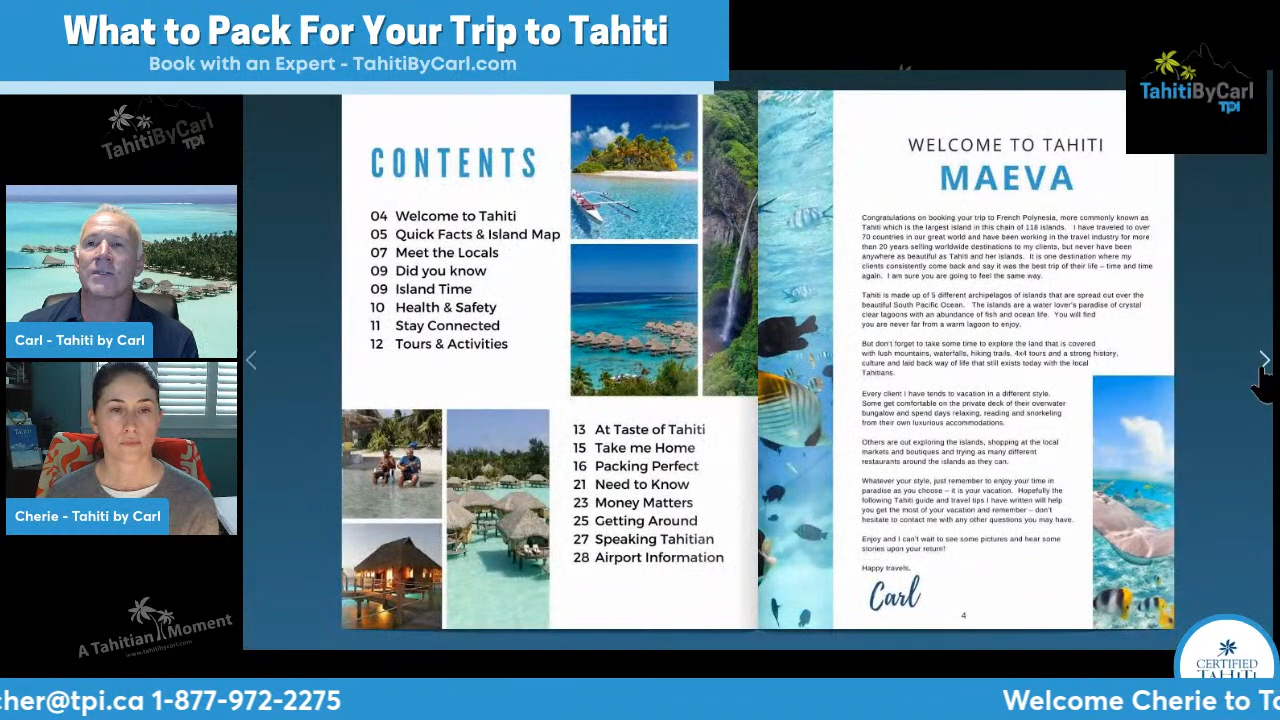 What to Pack For Your Trip to Tahiti
Book with an Expert - TahitiByCarl.com
TahitiByCarl
TPI
TahitiByCarl
TPI
Carl - Tahiti by Carl
Cherie - Tahiti by Carl
A Tahitian Moment
www.tahitibycarl.com
CONTENTS
04 Welcome to Tahiti
05 Quick Facts & Island Map
07 Meet the Locals
09 Did you know
09 Island Time
10 Health & Safety
11 Stay Connected
12 Tours & Activities
13 At Taste of Tahiti
15 Take me Home
16 Packing Perfect
21 Need to Know
23 Money Matters
25 Getting Around
27 Speaking Tahitian
28 Airport Information
WELCOME TO TAHITI
MAEVA
Congratulations on booking your trip to French Polynesia, more commonly known as
Tahiti which is the largest island in this chain of 118 islands. I have traveled to over
70 countries in our great world and have been working in the travel industry for more
than 20 years selling worldwide destinations to my clients, but never have been
anywhere as beautiful as Tahiti and her islands. It is one destination where my
clients consistently come back and say it was the best trip of their life – time and time
again. I am sure you are going to feel the same way.
Tahiti is made up of 5 different archipelagos of islands that are spread out over the
beautiful South Pacific Ocean. The islands are a water lover's paradise of crystal
clear lagoons with an abundance of fish and ocean life. You will find
you are never far from a warm lagoon to enjoy.
But don't forget to take some time to explore the land that is covered
with lush mountains, waterfalls, hiking trails, 4x4 tours and a strong history,
culture and laid back way of life that still exists today with the local
Tahitians.
Every client I have tends to vacation in a different style.
Some get comfortable on the private deck of their overwater
bungalow and spend days relaxing, reading and snorkeling
from their own luxurious accommodations.
Others are out exploring the islands, shopping at the local
markets and boutiques and trying as many different
restaurants around the islands as they can.
Whatever your style, just remember to enjoy your time in
paradise as you choose – it is your vacation. Hopefully the
following Tahiti guide and travel tips I have written will help
you get the most of your vacation and remember – don't
hesitate to contact me with any other questions you may have.
Enjoy and I can't wait to see some pictures and hear some
stories upon your return!
Happy travels,
Carl
4
CERTIFIED
TAHITI
cher@tpi.ca 1-877-972-2275
Welcome Cherie to Ta